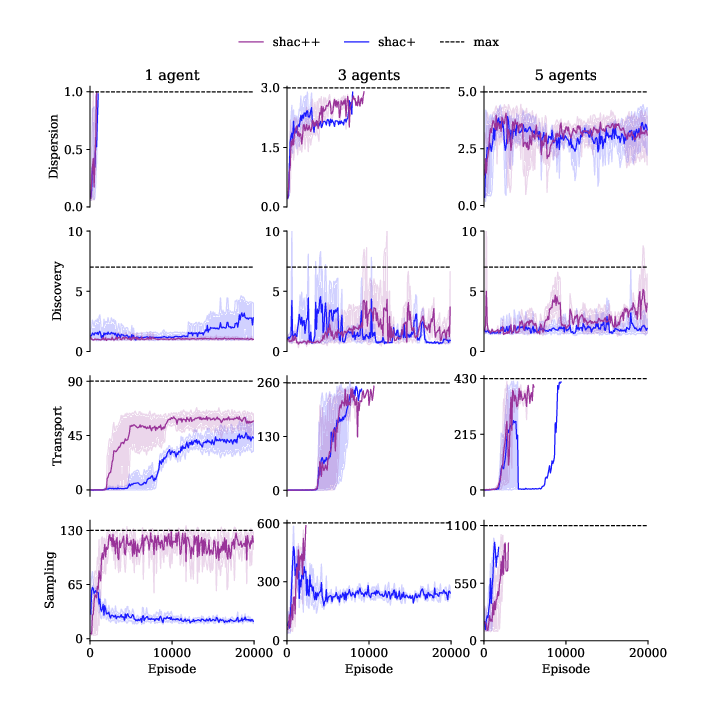 shac++ shac+ max
1 agent 3 agents 5 agents
Dispersion
1.0 3.0 5.0
0.5 1.5 2.5
0.0 0.0 0.0
Discovery
10 10 10
5 5 5
0 0 0
Transport
90 260 430
45 130 215
0 0 0
Sampling
130 600 1100
65 300 550
0 0 0
0 10000 20000 0 10000 20000 0 10000 20000
Episode Episode Episode